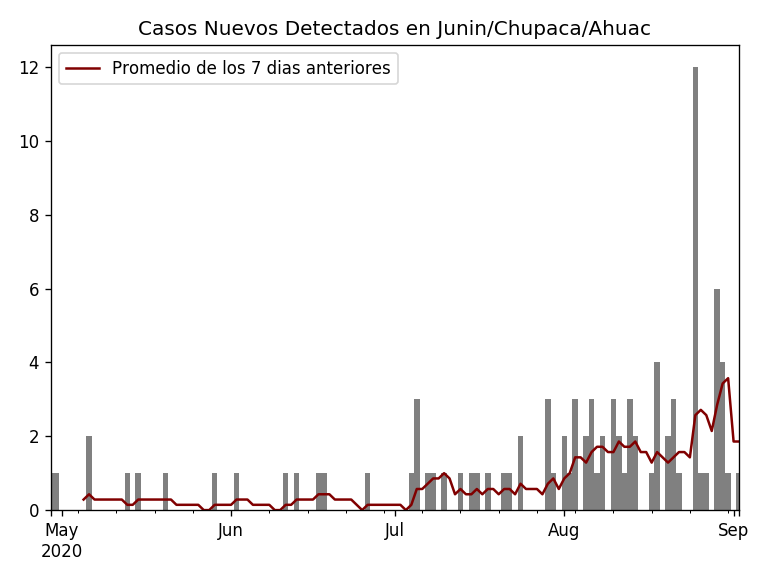 Casos Nuevos Detectados en Junin/Chupaca/Ahuac
Promedio de los 7 dias anteriores
12
10
8
6
4
2
0
May Jun Jul Aug Sep
2020